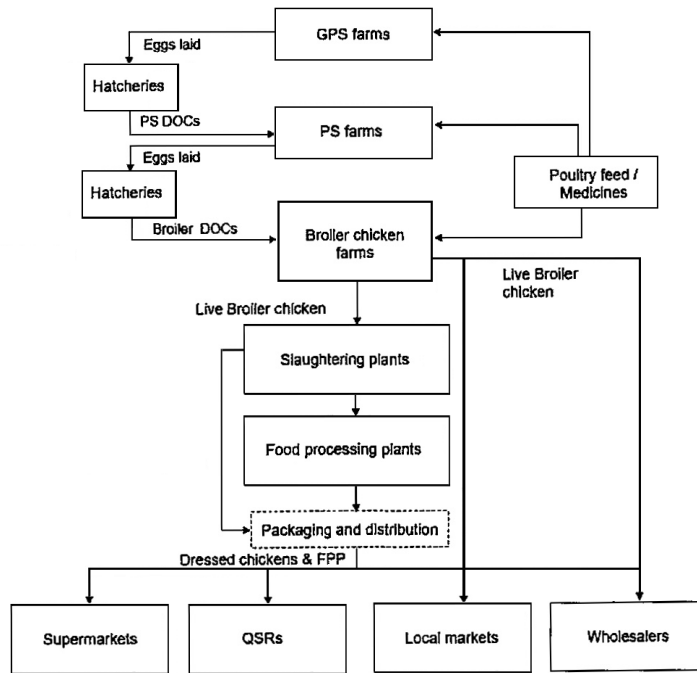 GPS farms
Eggs laid
Hatcheries
PS DOCs
PS farms
Eggs laid
Poultry feed /
Medicines
Hatcheries
Broiler DOCs
Broiler chicken
farms
Live Broiler
chicken
Live Broiler chicken
Slaughtering plants
Food processing plants
Packaging and distribution
Dressed chickens & FPP
Supermarkets
QSRs
Local markets
Wholesalers